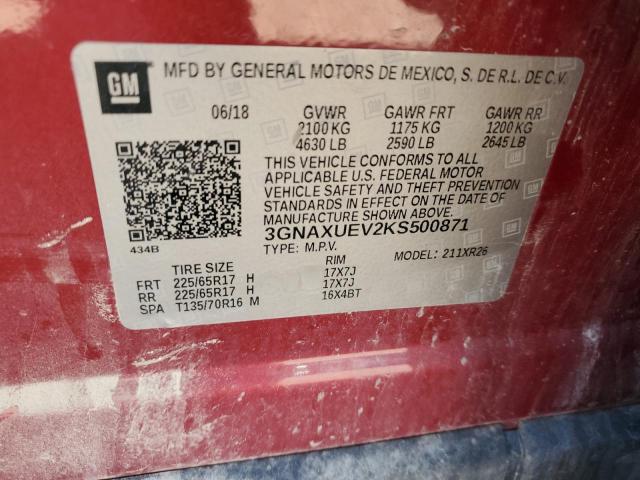 GM
MFD BY GENERAL MOTORS DE MEXICO, S. DE R.L. DE C.V.
06/18 GVWR GAWR FRT GAWR RR
2100 KG 1175 KG 1200 KG
4630 LB 2590 LB 2645 LB
THIS VEHICLE CONFORMS TO ALL
APPLICABLE U.S. FEDERAL MOTOR
VEHICLE SAFETY AND THEFT PREVENTION
STANDARDS IN EFFECT ON THE DATE OF
MANUFACTURE SHOWN ABOVE.
434B 3GNAXUEV2KS500871
TYPE: M.P.V. MODEL: 211XR26
TIRE SIZE RIM
FRT 225/65R17 H 17X7J
RR 225/65R17 H 17X7J
SPA T135/70R16 M 16X4BT